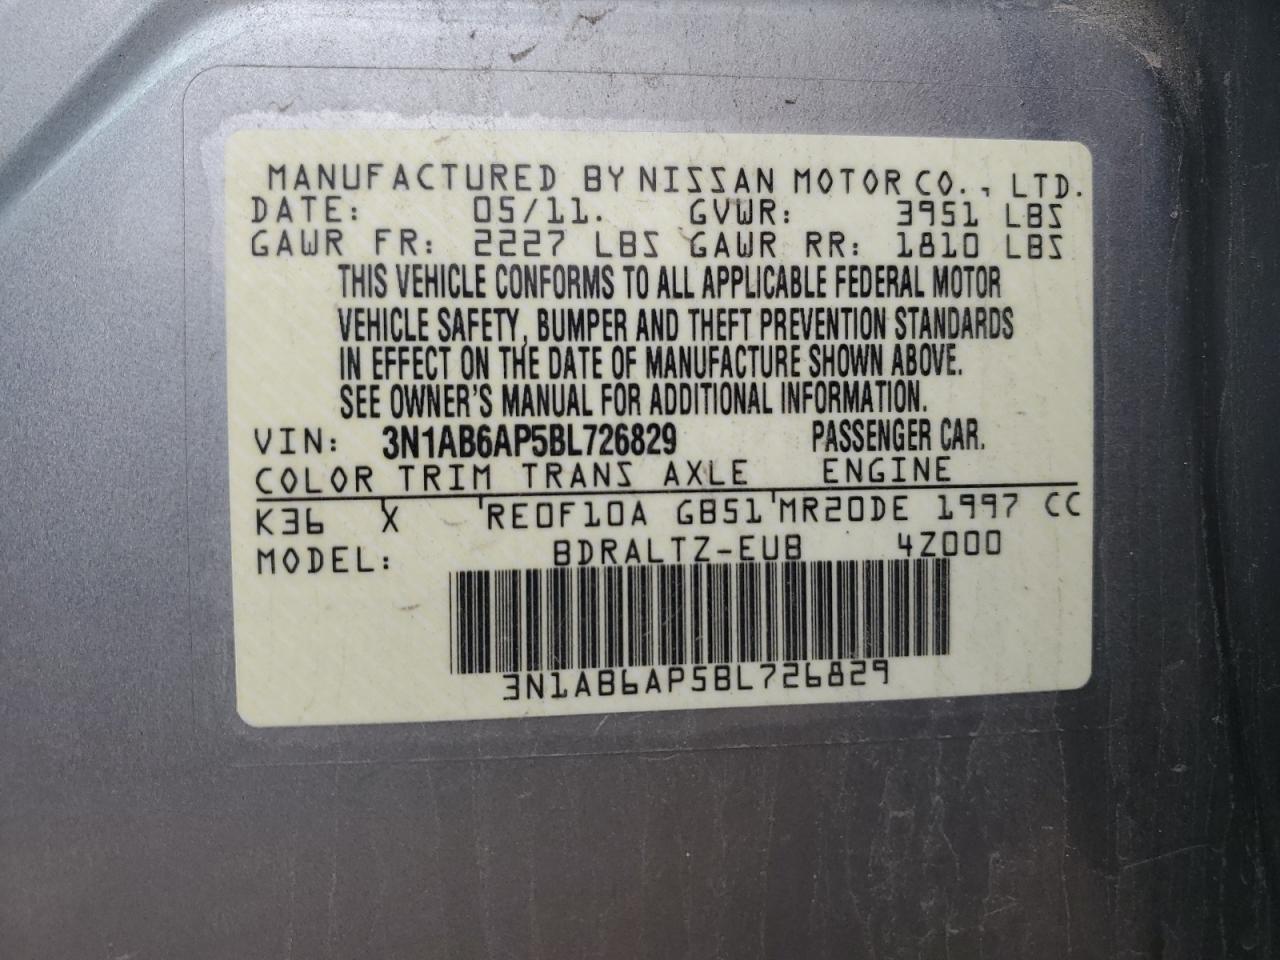 MANUFACTURED BY NISSAN MOTOR CO., LTD.
DATE: 05/11. GVWR: 3951 LBS
GAWR FR: 2227 LBS GAWR RR: 1810 LBS
THIS VEHICLE CONFORMS TO ALL APPLICABLE FEDERAL MOTOR
VEHICLE SAFETY, BUMPER AND THEFT PREVENTION STANDARDS
IN EFFECT ON THE DATE OF MANUFACTURE SHOWN ABOVE.
SEE OWNER'S MANUAL FOR ADDITIONAL INFORMATION.
VIN: 3N1AB6AP5BL726829 PASSENGER CAR.
COLOR TRIM TRANS AXLE ENGINE
K36 X RE0F10A GB51 MR20DE 1997 CC
MODEL: BDRALTZ-EUB 4Z000
3N1AB6AP5BL726829